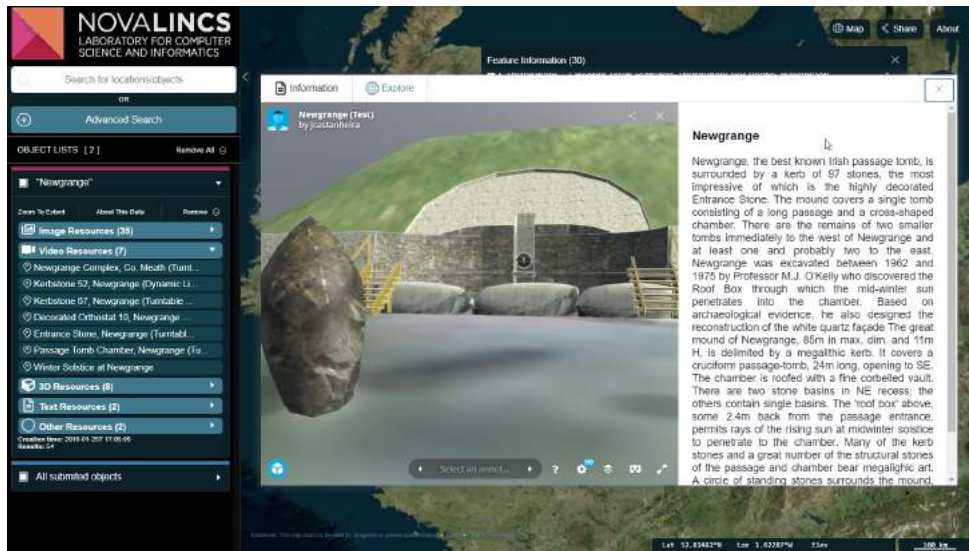 NOVALINCS
LABORATORY FOR COMPUTER
SCIENCE AND INFORMATICS
Search for locations/objects
OR
Advanced Search
OBJECT LISTS [ 2 ]
Remove All
"Newgrange"
Zoom To Extent
About This Data
Remove
Image Resources (35)
Video Resources (7)
Newgrange Complex, Co. Meath (Turnt...
Kerbstone 52, Newgrange (Dynamic Li...
Kerbstone 67, Newgrange (Turntable ...
Decorated Orthostat 10, Newgrange ...
Entrance Stone, Newgrange (Turntabl...
Passage Tomb Chamber, Newgrange (Tu...
Winter Solstice at Newgrange
3D Resources (8)
Text Resources (2)
Other Resources (2)
Results: 54
All submited objects
Map
Share
About
Feature Information (30)
Information
Explore
Newgrange (Test)
by jcastanheira
1
Select an annot...
?
HD
Newgrange
Newgrange, the best known Irish passage tomb, is
surrounded by a kerb of 97 stones, the most
impressive of which is the highly decorated
Entrance Stone. The mound covers a single tomb
consisting of a long passage and a cross-shaped
chamber. There are the remains of two smaller
tombs immediately to the west of Newgrange and
at least one and probably two to the east.
Newgrange was excavated between 1962 and
1975 by Professor M.J. O'Kelly who discovered the
Roof Box through which the mid-winter sun
penetrates into the chamber. Based on
archaeological evidence, he also designed the
reconstruction of the white quartz façade The great
mound of Newgrange, 85m in max. dim. and 11m
H, is delimited by a megalithic kerb. It covers a
cruciform passage-tomb, 24m long, opening to SE.
The chamber is roofed with a fine corbelled vault.
There are two stone basins in NE recess; the
others contain single basins. The 'roof box' above,
some 2.4m back from the passage entrance,
permits rays of the rising sun at midwinter solstice
to penetrate to the chamber. Many of the kerb
stones and a great number of the structural stones
of the passage and chamber bear megalighic art.
A circle of standing stones surrounds the mound,
Elev
100 km